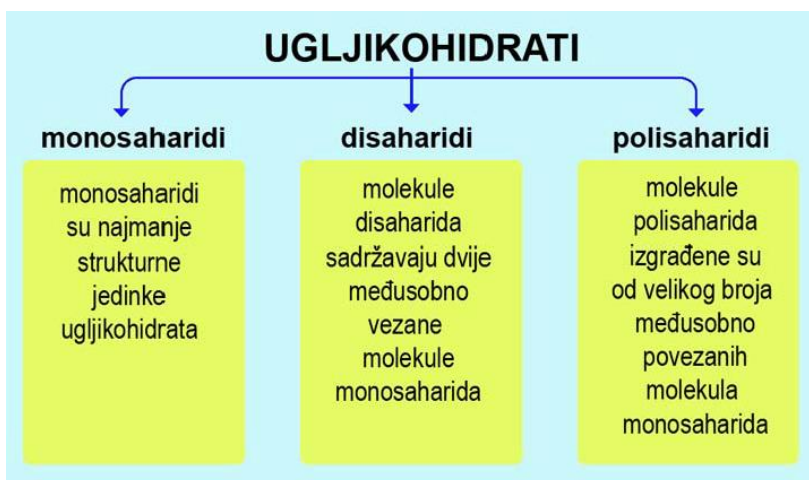 UGLJIKOHIDRATI
monosaharidi
monosaharidi
su najmanje
strukturne
jedinke
ugljikohidrata
disaharidi
molekule
disaharida
sadržavaju dvije
međusobno
vezane
molekule
monosaharida
polisaharidi
molekule
polisaharida
izgrađene su
od velikog broja
međusobno
povezanih
molekula
monosaharida